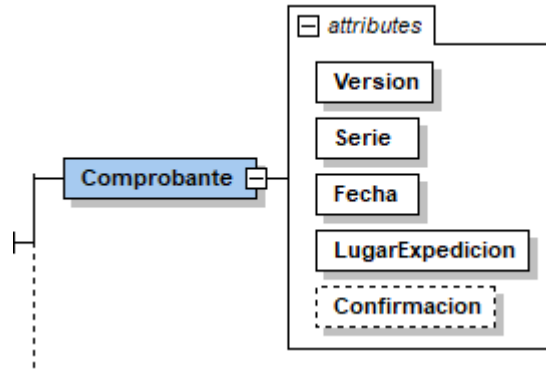 attributes
Version
Serie
Comprobante
Fecha
LugarExpedicion
Confirmacion